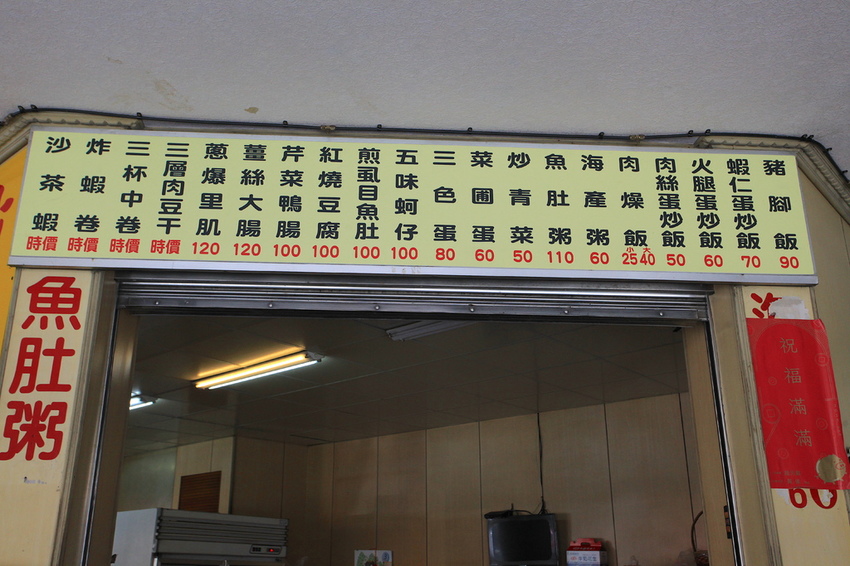 豬腳飯
90
蝦仁蛋炒飯
70
火腿蛋炒飯
60
肉絲蛋炒飯
50
肉燥飯
小 大
25 40
海產粥
60
魚肚粥
110
炒青菜
50
菜圃蛋
60
三色蛋
80
五味蚵仔
100
煎虱目魚肚
100
紅燒豆腐
100
芹菜鴨腸
100
薑絲大腸
120
蔥爆里肌
120
三層肉豆干
時價
三杯中卷
時價
炸蝦卷
時價
沙茶蝦
時價
魚肚粥
海
祝福滿滿
60